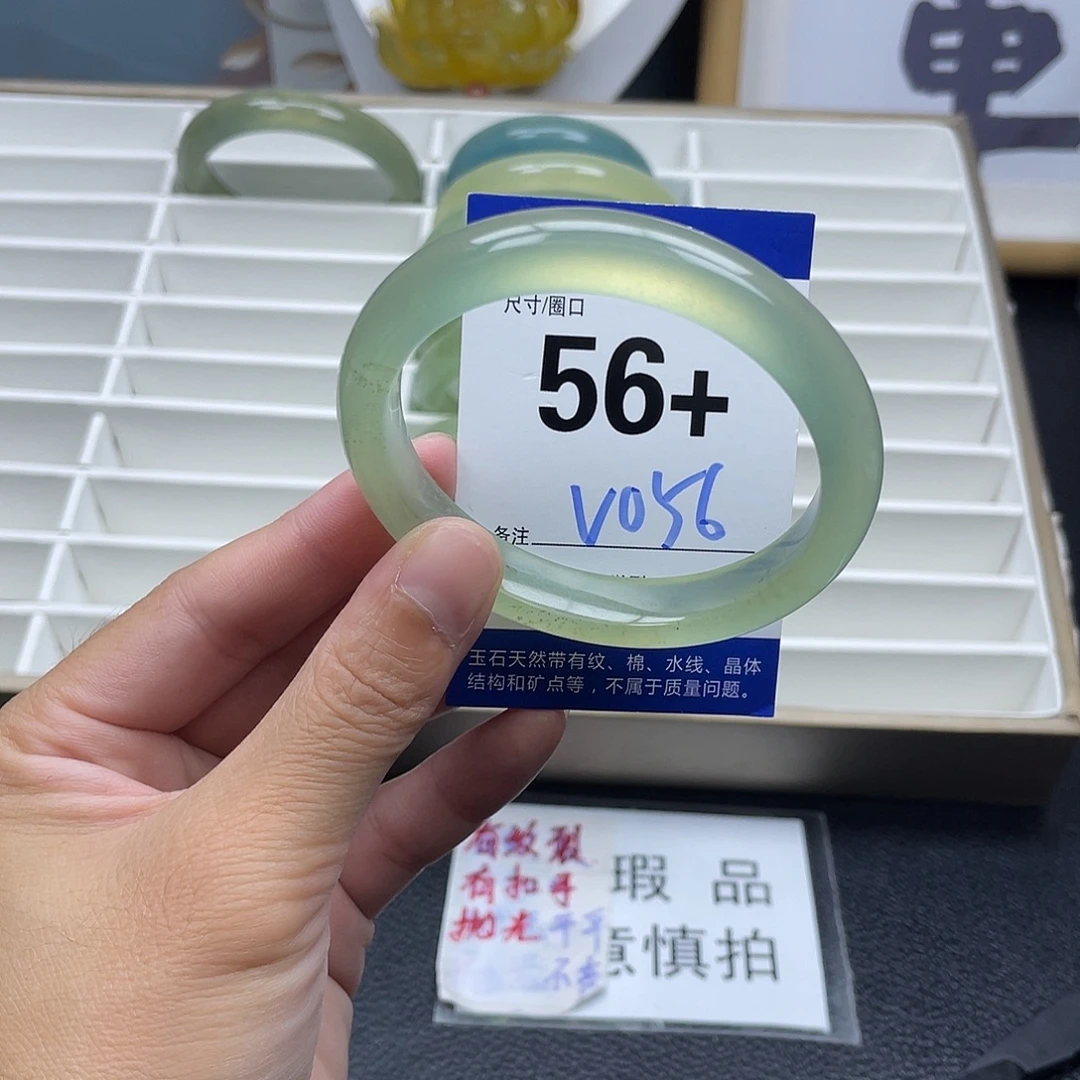 尺寸/圈口
56+
备注 V056
玉石天然带有纹、棉、水线、晶体
结构和矿点等，不属于质量问题。
有纹裂
有扣手
抛光
瑕品
慎拍